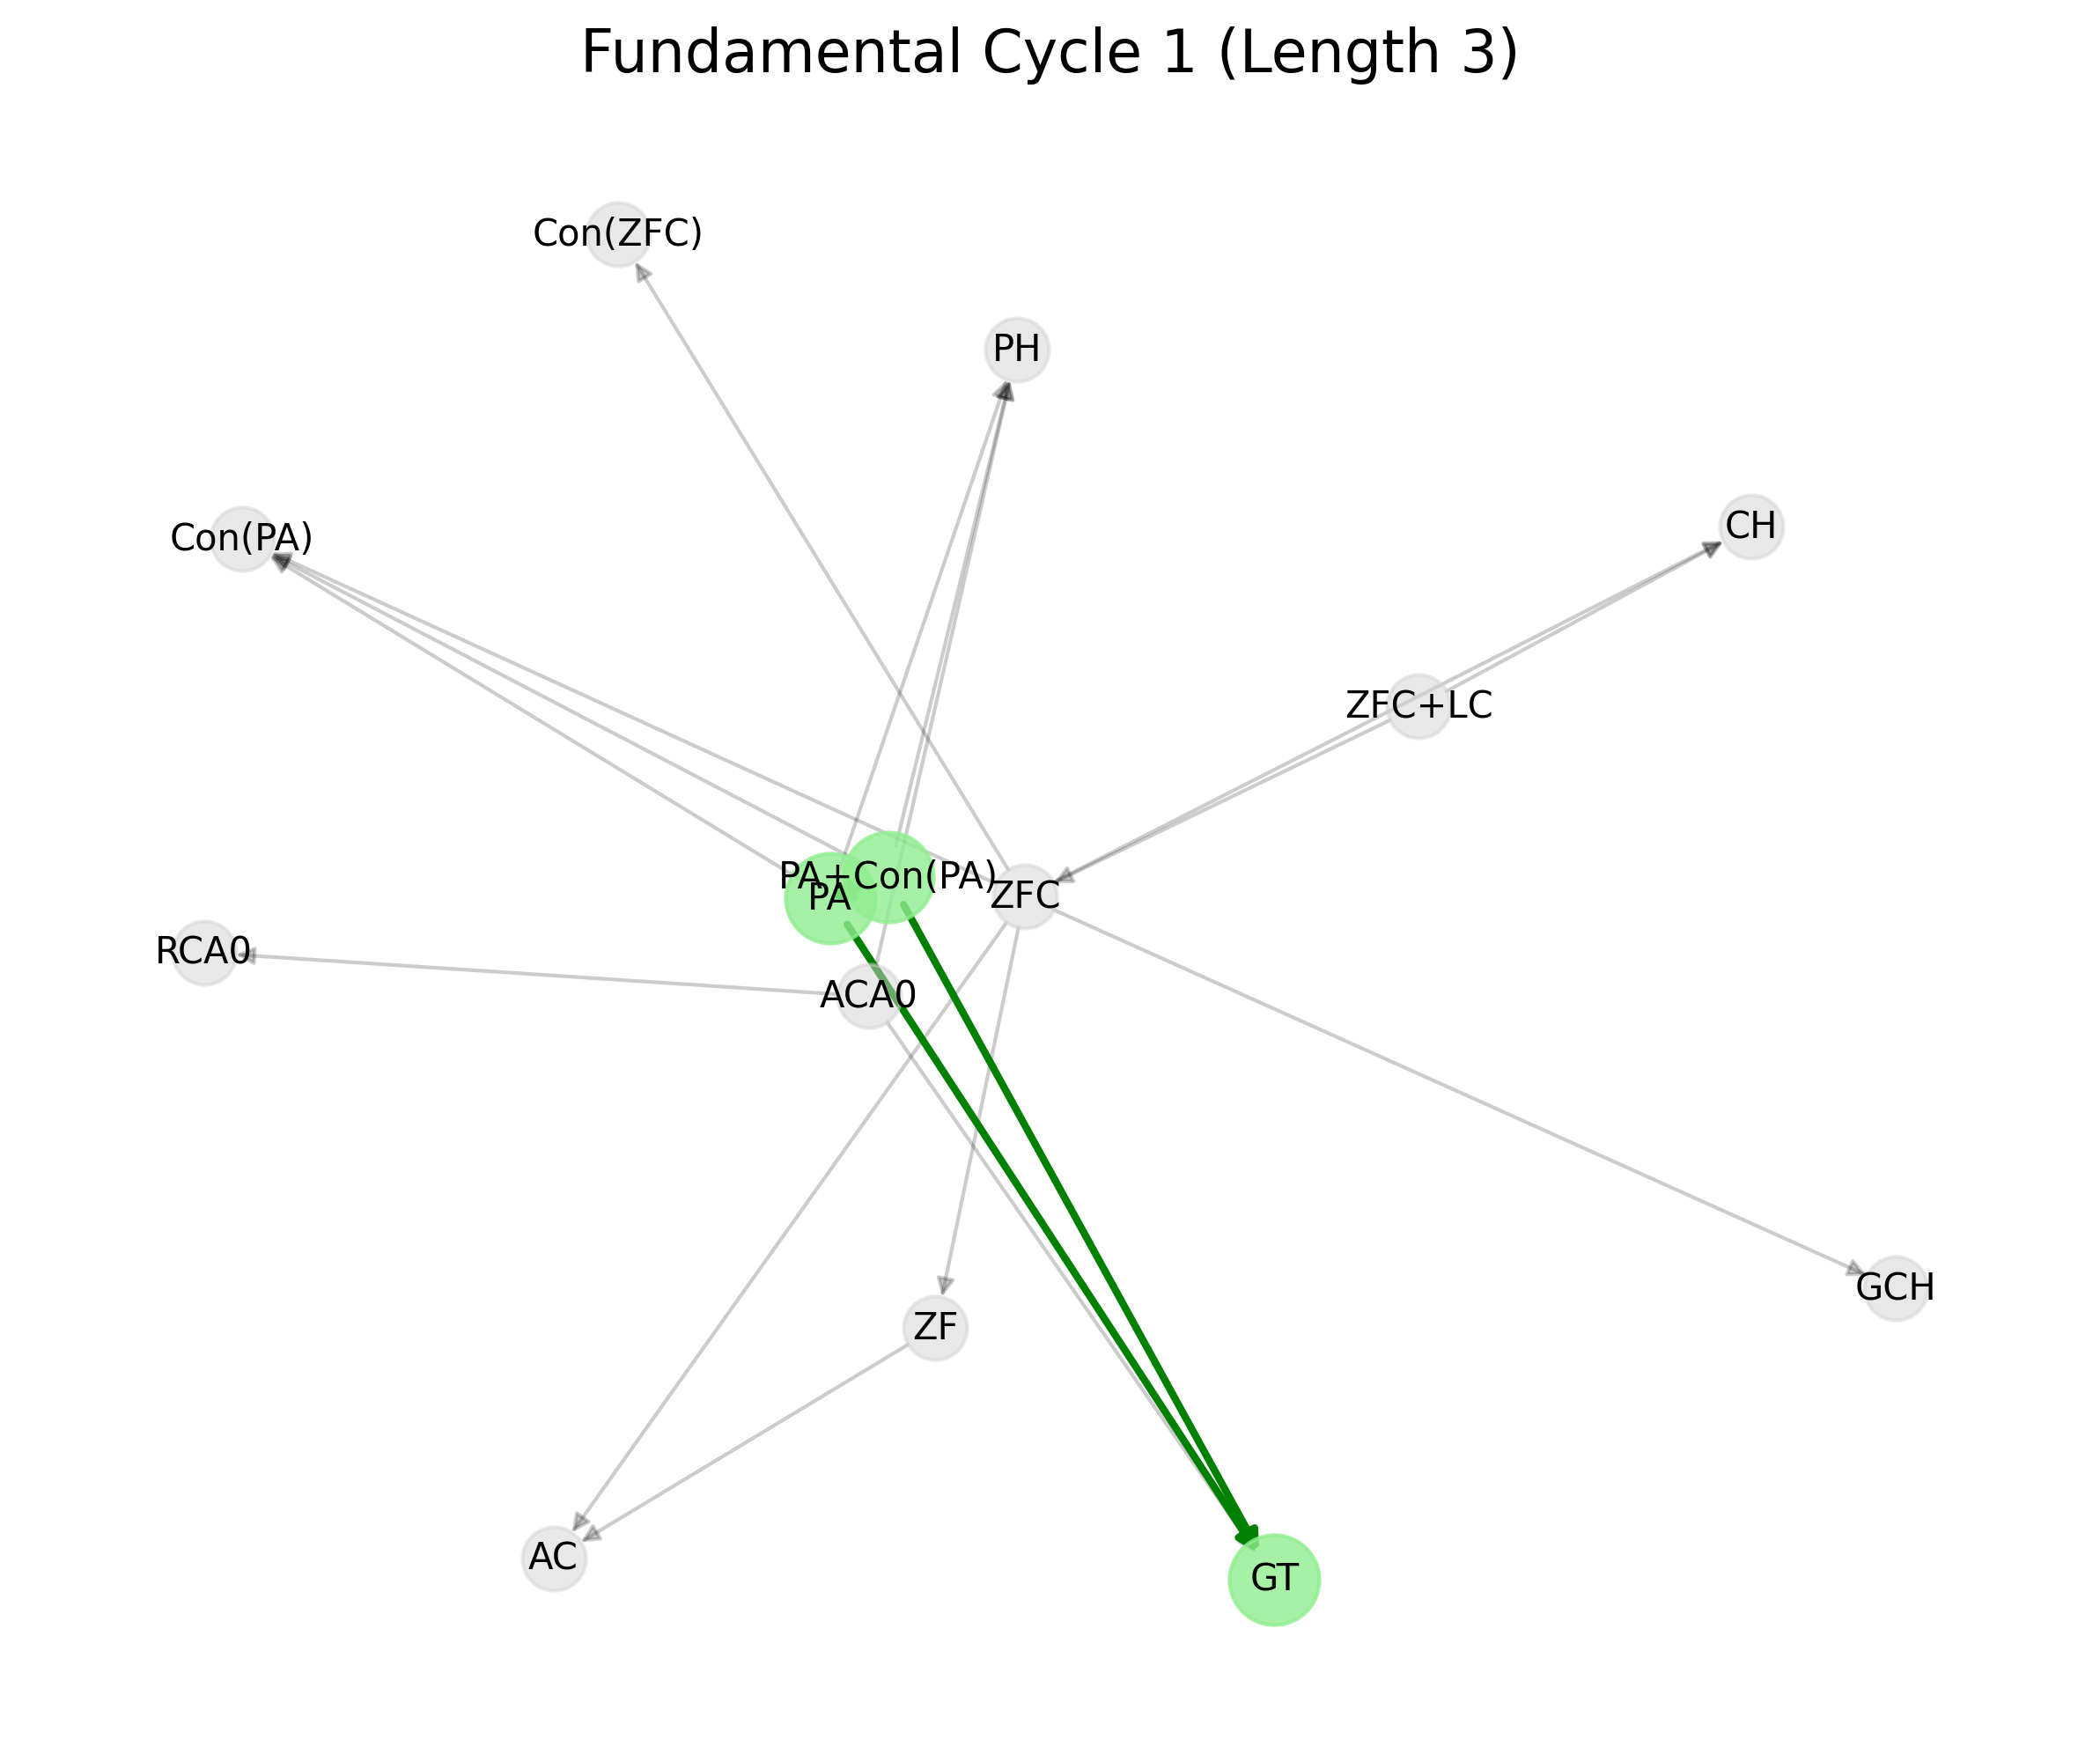 Fundamental Cycle 1 (Length 3)
Con(ZFC)
PH
CH
Con(PA)
ZFC+LC
PA+Con(PA)
PA
ZFC
RCA0
ACA0
GCH
ZF
AC
GT